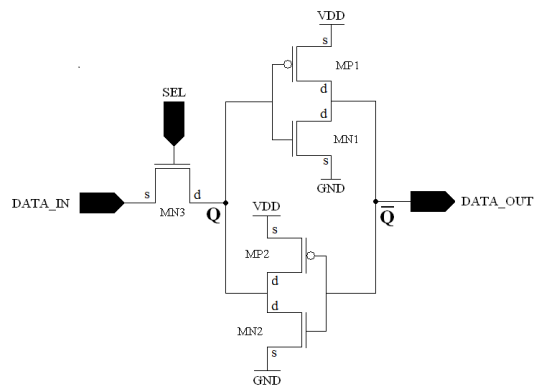 VDD
s
MP1
d
SEL
d
MN1
s
GND
s
d
DATA_IN
MN3
Q
Q̅
DATA_OUT
VDD
s
MP2
d
d
MN2
s
GND